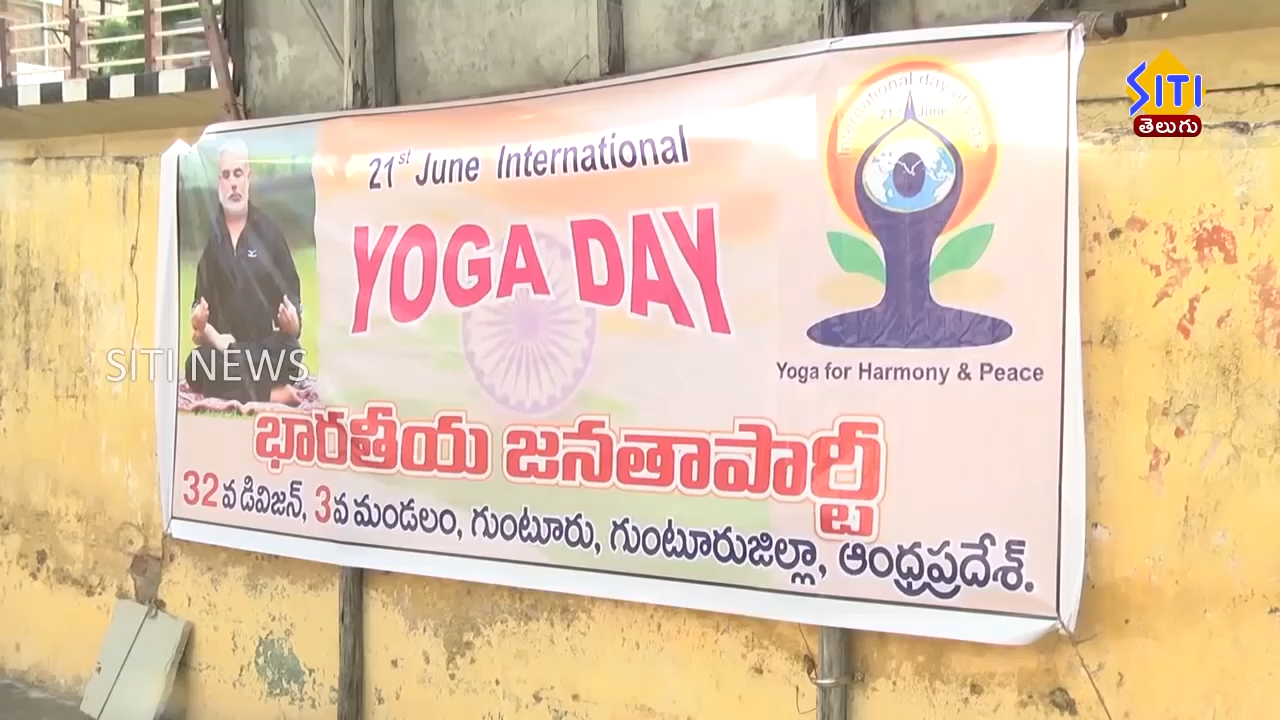 SITI
తెలుగు
International day of Yoga
21 June
21st June International
YOGA DAY
Yoga for Harmony & Peace
SITI NEWS
భారతీయ జనతాపార్టీ
32వ డివిజన్, 3వ మండలం, గుంటూరు, గుంటూరుజిల్లా, ఆంధ్రప్రదేశ్.